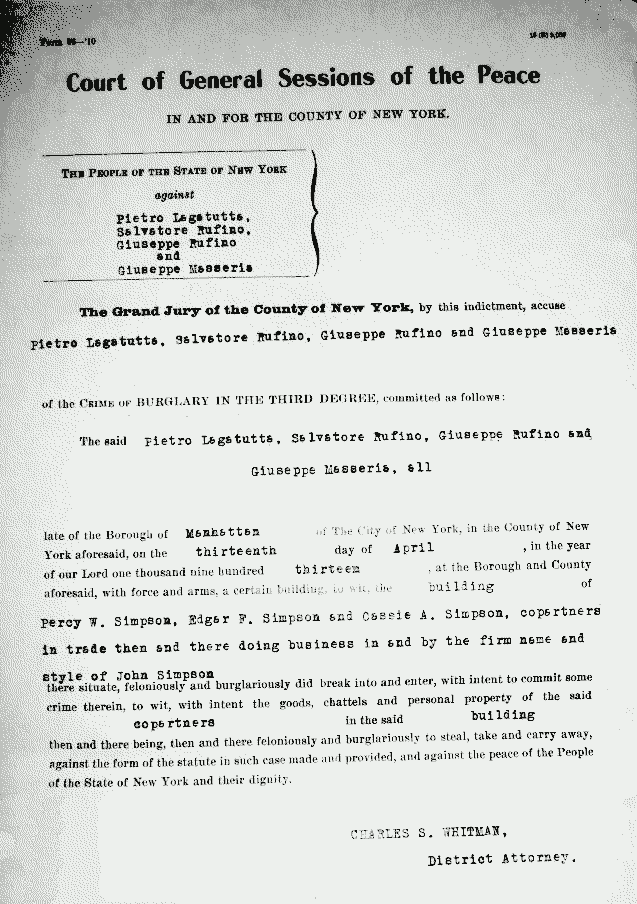 Form 98—'10
Court of General Sessions of the Peace
IN AND FOR THE COUNTY OF NEW YORK.
THE PEOPLE OF THE STATE OF NEW YORK
against
Pietro Lagatutta,
Salvatore Rufino,
Giuseppe Rufino
and
Giuseppe Masseria
The Grand Jury of the County of New York, by this indictment, accuse
Pietro Lagatutta, Salvatore Rufino, Giuseppe Rufino and Giuseppe Masseria
of the CRIME OF BURGLARY IN THE THIRD DEGREE, committed as follows:
The said Pietro Lagatutta, Salvatore Rufino, Giuseppe Rufino and
Giuseppe Masseria, all
late of the Borough of Manhattan of The City of New York, in the County of New
York aforesaid, on the thirteenth day of April , in the year
of our Lord one thousand nine hundred thirteen , at the Borough and County
aforesaid, with force and arms, a certain building, to wit, the building of
Percy W. Simpson, Edgar F. Simpson and Cassie A. Simpson, copartners
in trade then and there doing business in and by the firm name and
style of John Simpson
there situate, feloniously and burglariously did break into and enter, with intent to commit some
crime therein, to wit, with intent the goods, chattels and personal property of the said
copartners in the said building
then and there being, then and there feloniously and burglariously to steal, take and carry away,
against the form of the statute in such case made and provided, and against the peace of the People
of the State of New York and their dignity.
CHARLES S. WHITMAN,
District Attorney.